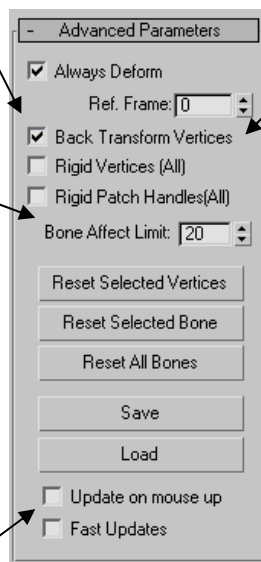 - Advanced Parameters
Always Deform
Ref. Frame: 0
Back Transform Vertices
Rigid Vertices (All)
Rigid Patch Handles(All)
Bone Affect Limit: 20
Reset Selected Vertices
Reset Selected Bone
Reset All Bones
Save
Load
Update on mouse up
Fast Updates